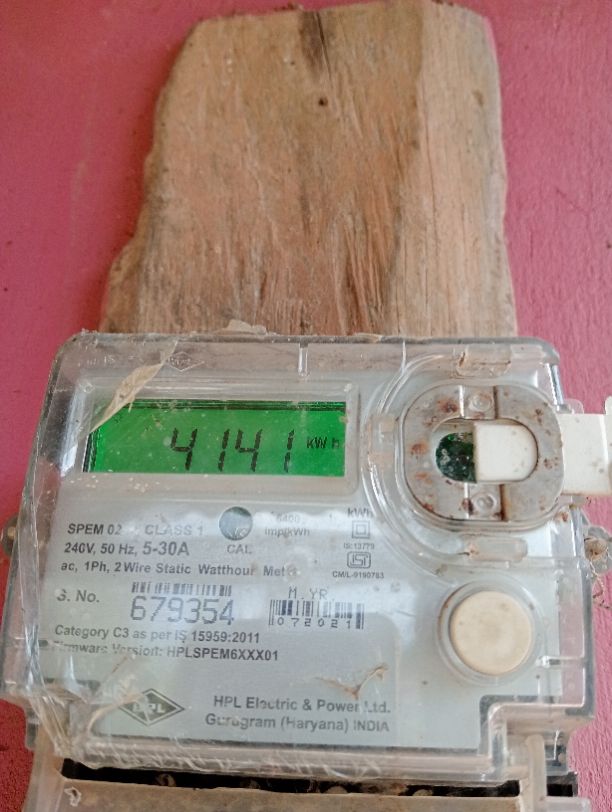 4141 kWh
SPEM 02 CLASS 1
CAL
6400
imp/kWh
kWh
IS:13779
CM/L-9190783
240V, 50 Hz, 5-30A
ac, 1Ph, 2 Wire Static Watthour
S. No.
679354
M.YR
072021
Category C3 as per IS 15959:2011
Firmware Version: HPLSPEM6XXX01
HPL
HPL Electric & Power Ltd.
Gurugram (Haryana) INDIA